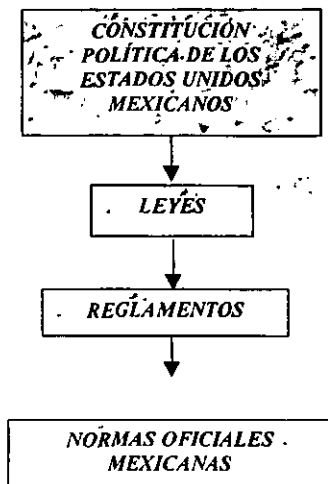 CONSTITUCIÓN
POLÍTICA DE LOS
ESTADOS UNIDOS
MEXICANOS
LEYES
REGLAMENTOS
NORMAS OFICIALES
MEXICANAS